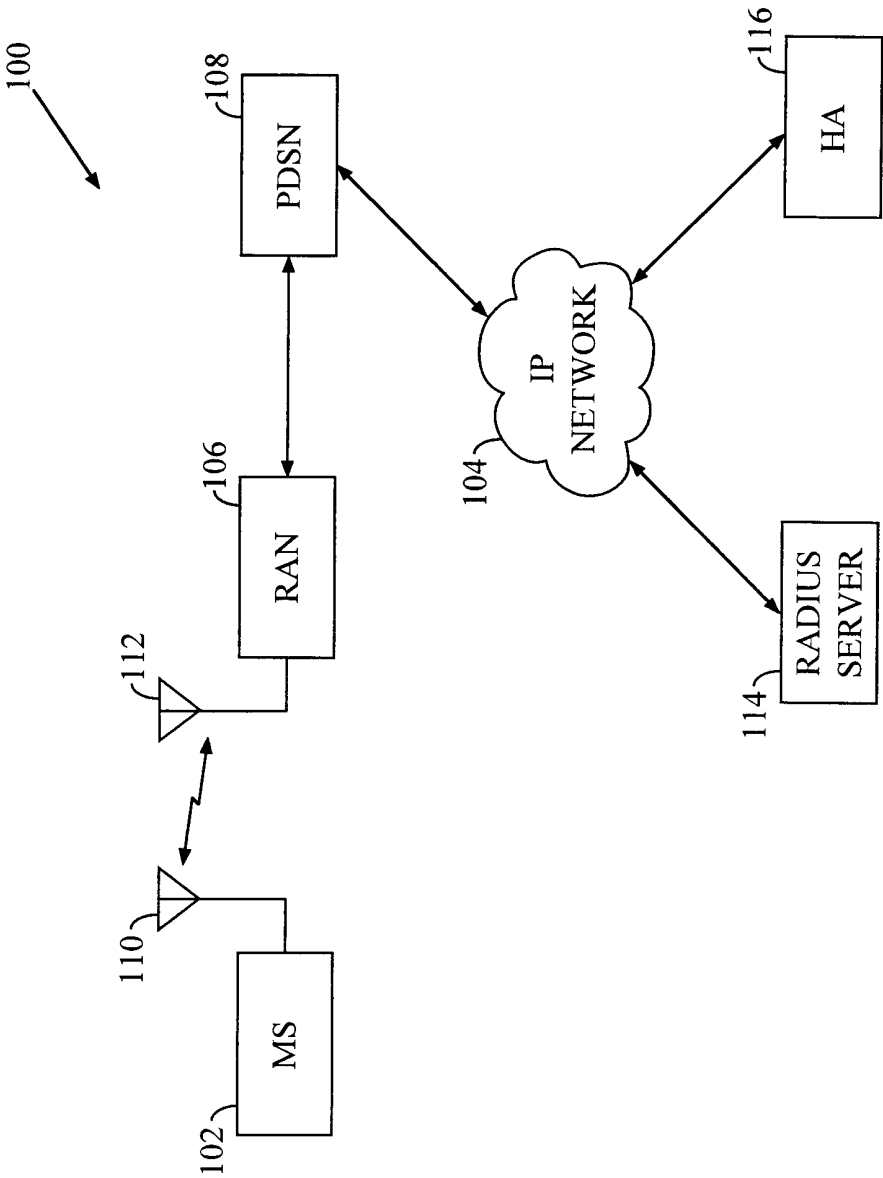 100
110
112
106
108
MS
RAN
PDSN
102
104
IP
NETWORK
114
RADIUS
SERVER
116
HA